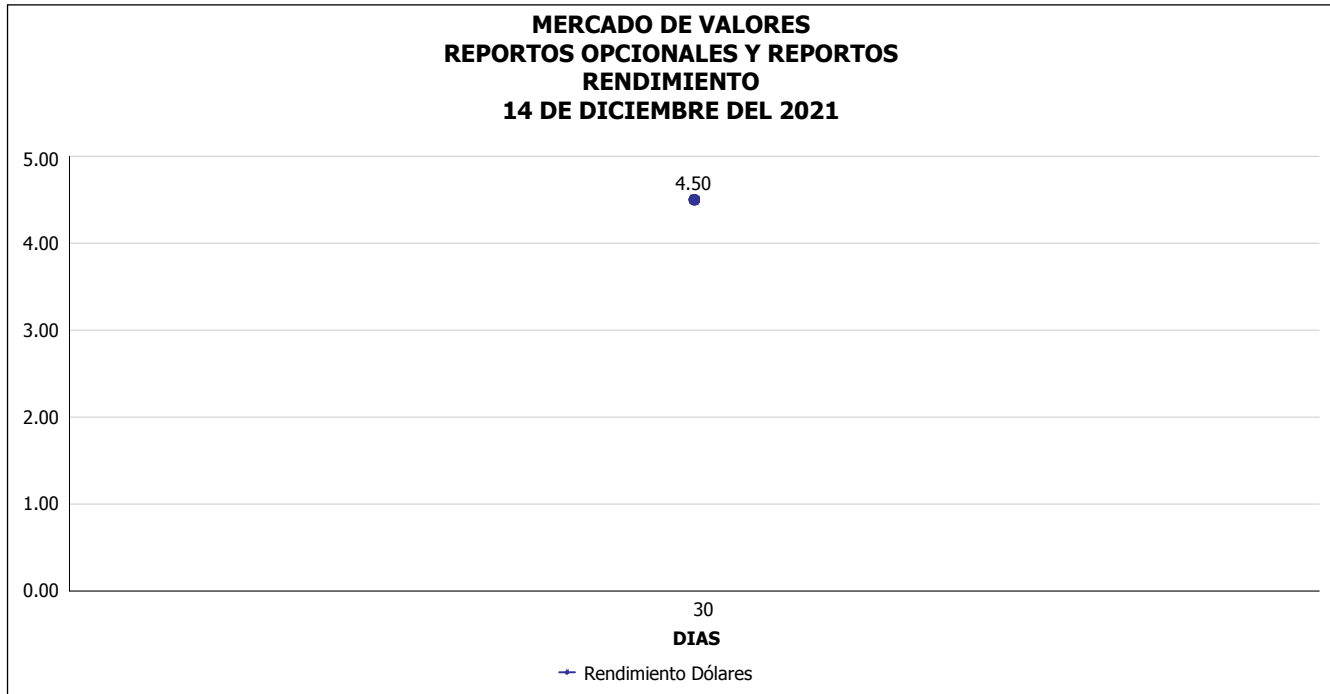 MERCADO DE VALORES
REPORTOS OPCIONALES Y REPORTOS
RENDIMIENTO
14 DE DICIEMBRE DEL 2021
5.00
4.50
4.00
3.00
2.00
1.00
0.00
30
DIAS
Rendimiento Dólares